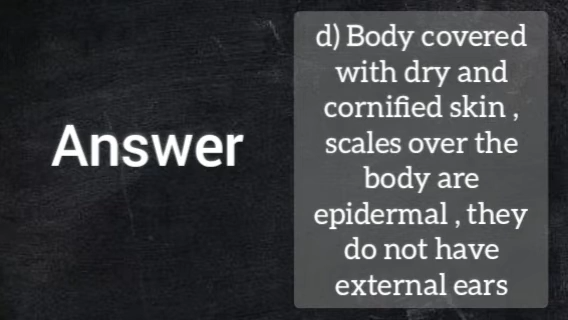 Answer
d) Body covered
with dry and
cornified skin ,
scales over the
body are
epidermal , they
do not have
external ears